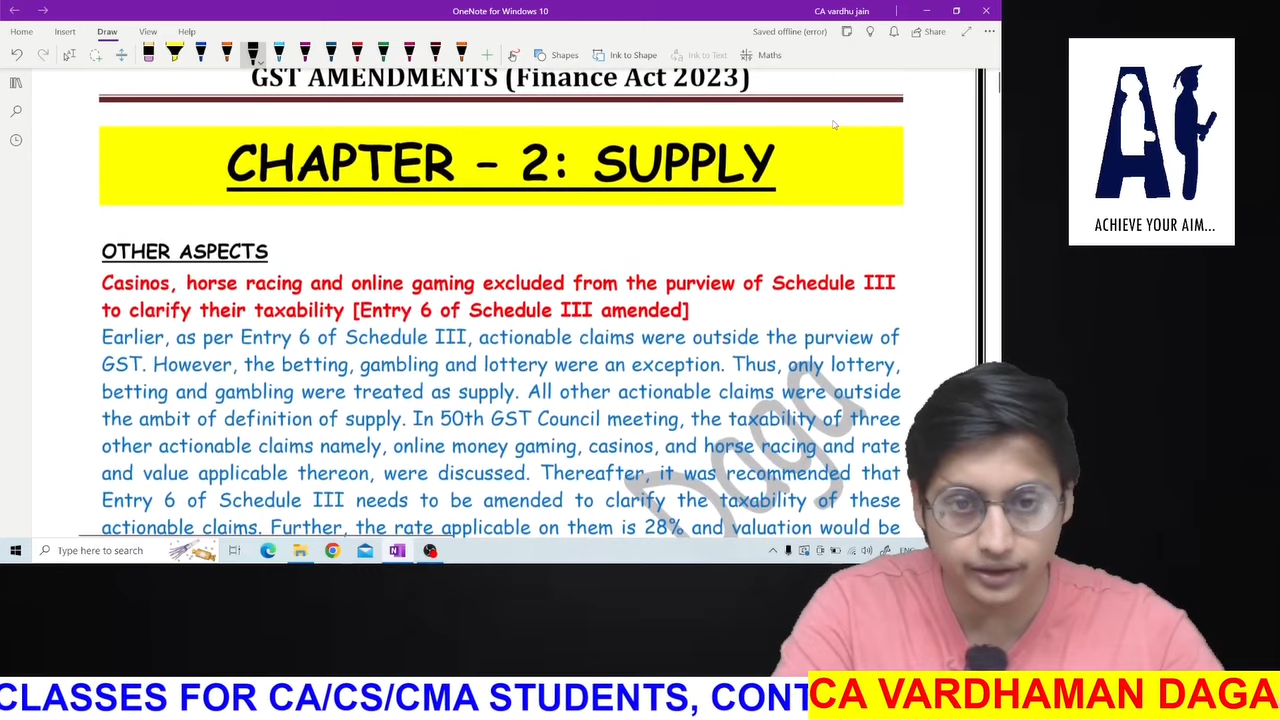 OneNote for Windows 10
CA vardhu jain
Home Insert Draw View Help
Saved offline (error)
Share
Shapes
Ink to Shape
Ink to Text
Maths
GST AMENDMENTS (Finance Act 2023)
CHAPTER – 2: SUPPLY
OTHER ASPECTS
Casinos, horse racing and online gaming excluded from the purview of Schedule III
to clarify their taxability [Entry 6 of Schedule III amended]
Earlier, as per Entry 6 of Schedule III, actionable claims were outside the purview of
GST. However, the betting, gambling and lottery were an exception. Thus, only lottery,
betting and gambling were treated as supply. All other actionable claims were outside
the ambit of definition of supply. In 50th GST Council meeting, the taxability of three
other actionable claims namely, online money gaming, casinos, and horse racing and rate
and value applicable thereon, were discussed. Thereafter, it was recommended that
Entry 6 of Schedule III needs to be amended to clarify the taxability of these
actionable claims. Further, the rate applicable on them is 28% and valuation would be
Daga
Type here to search
ENG
AI
ACHIEVE YOUR AIM...
CLASSES FOR CA/CS/CMA STUDENTS, CONT
CA VARDHAMAN DAGA